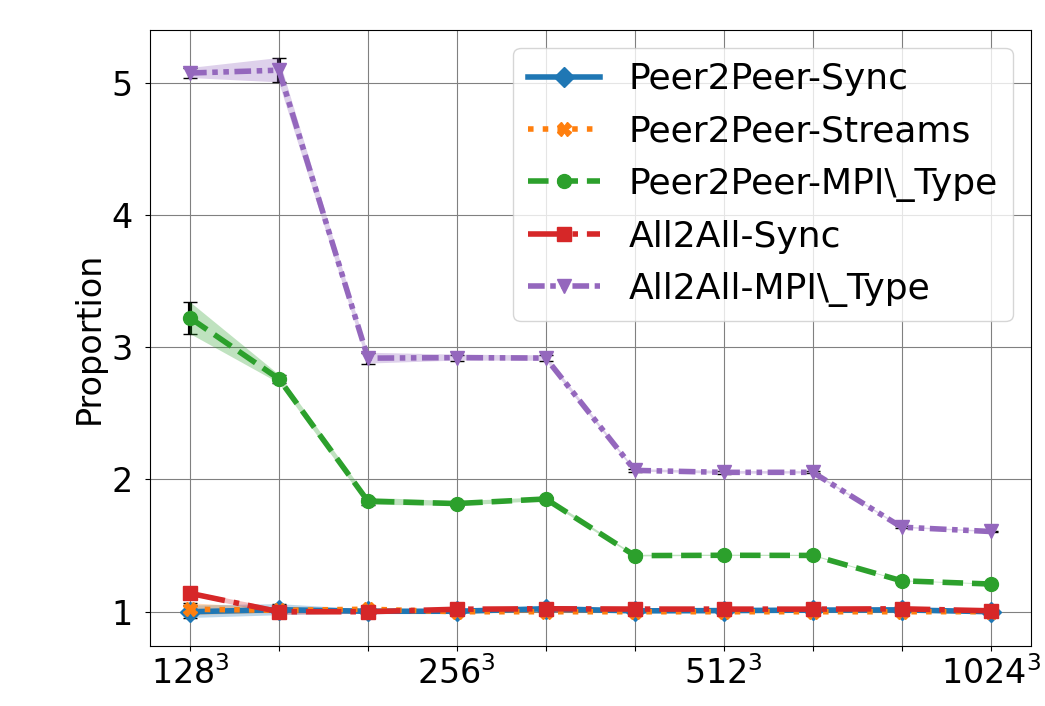 Proportion
5
4
3
2
1
Peer2Peer-Sync
Peer2Peer-Streams
Peer2Peer-MPI\_Type
All2All-Sync
All2All-MPI\_Type
128³ 256³ 512³ 1024³